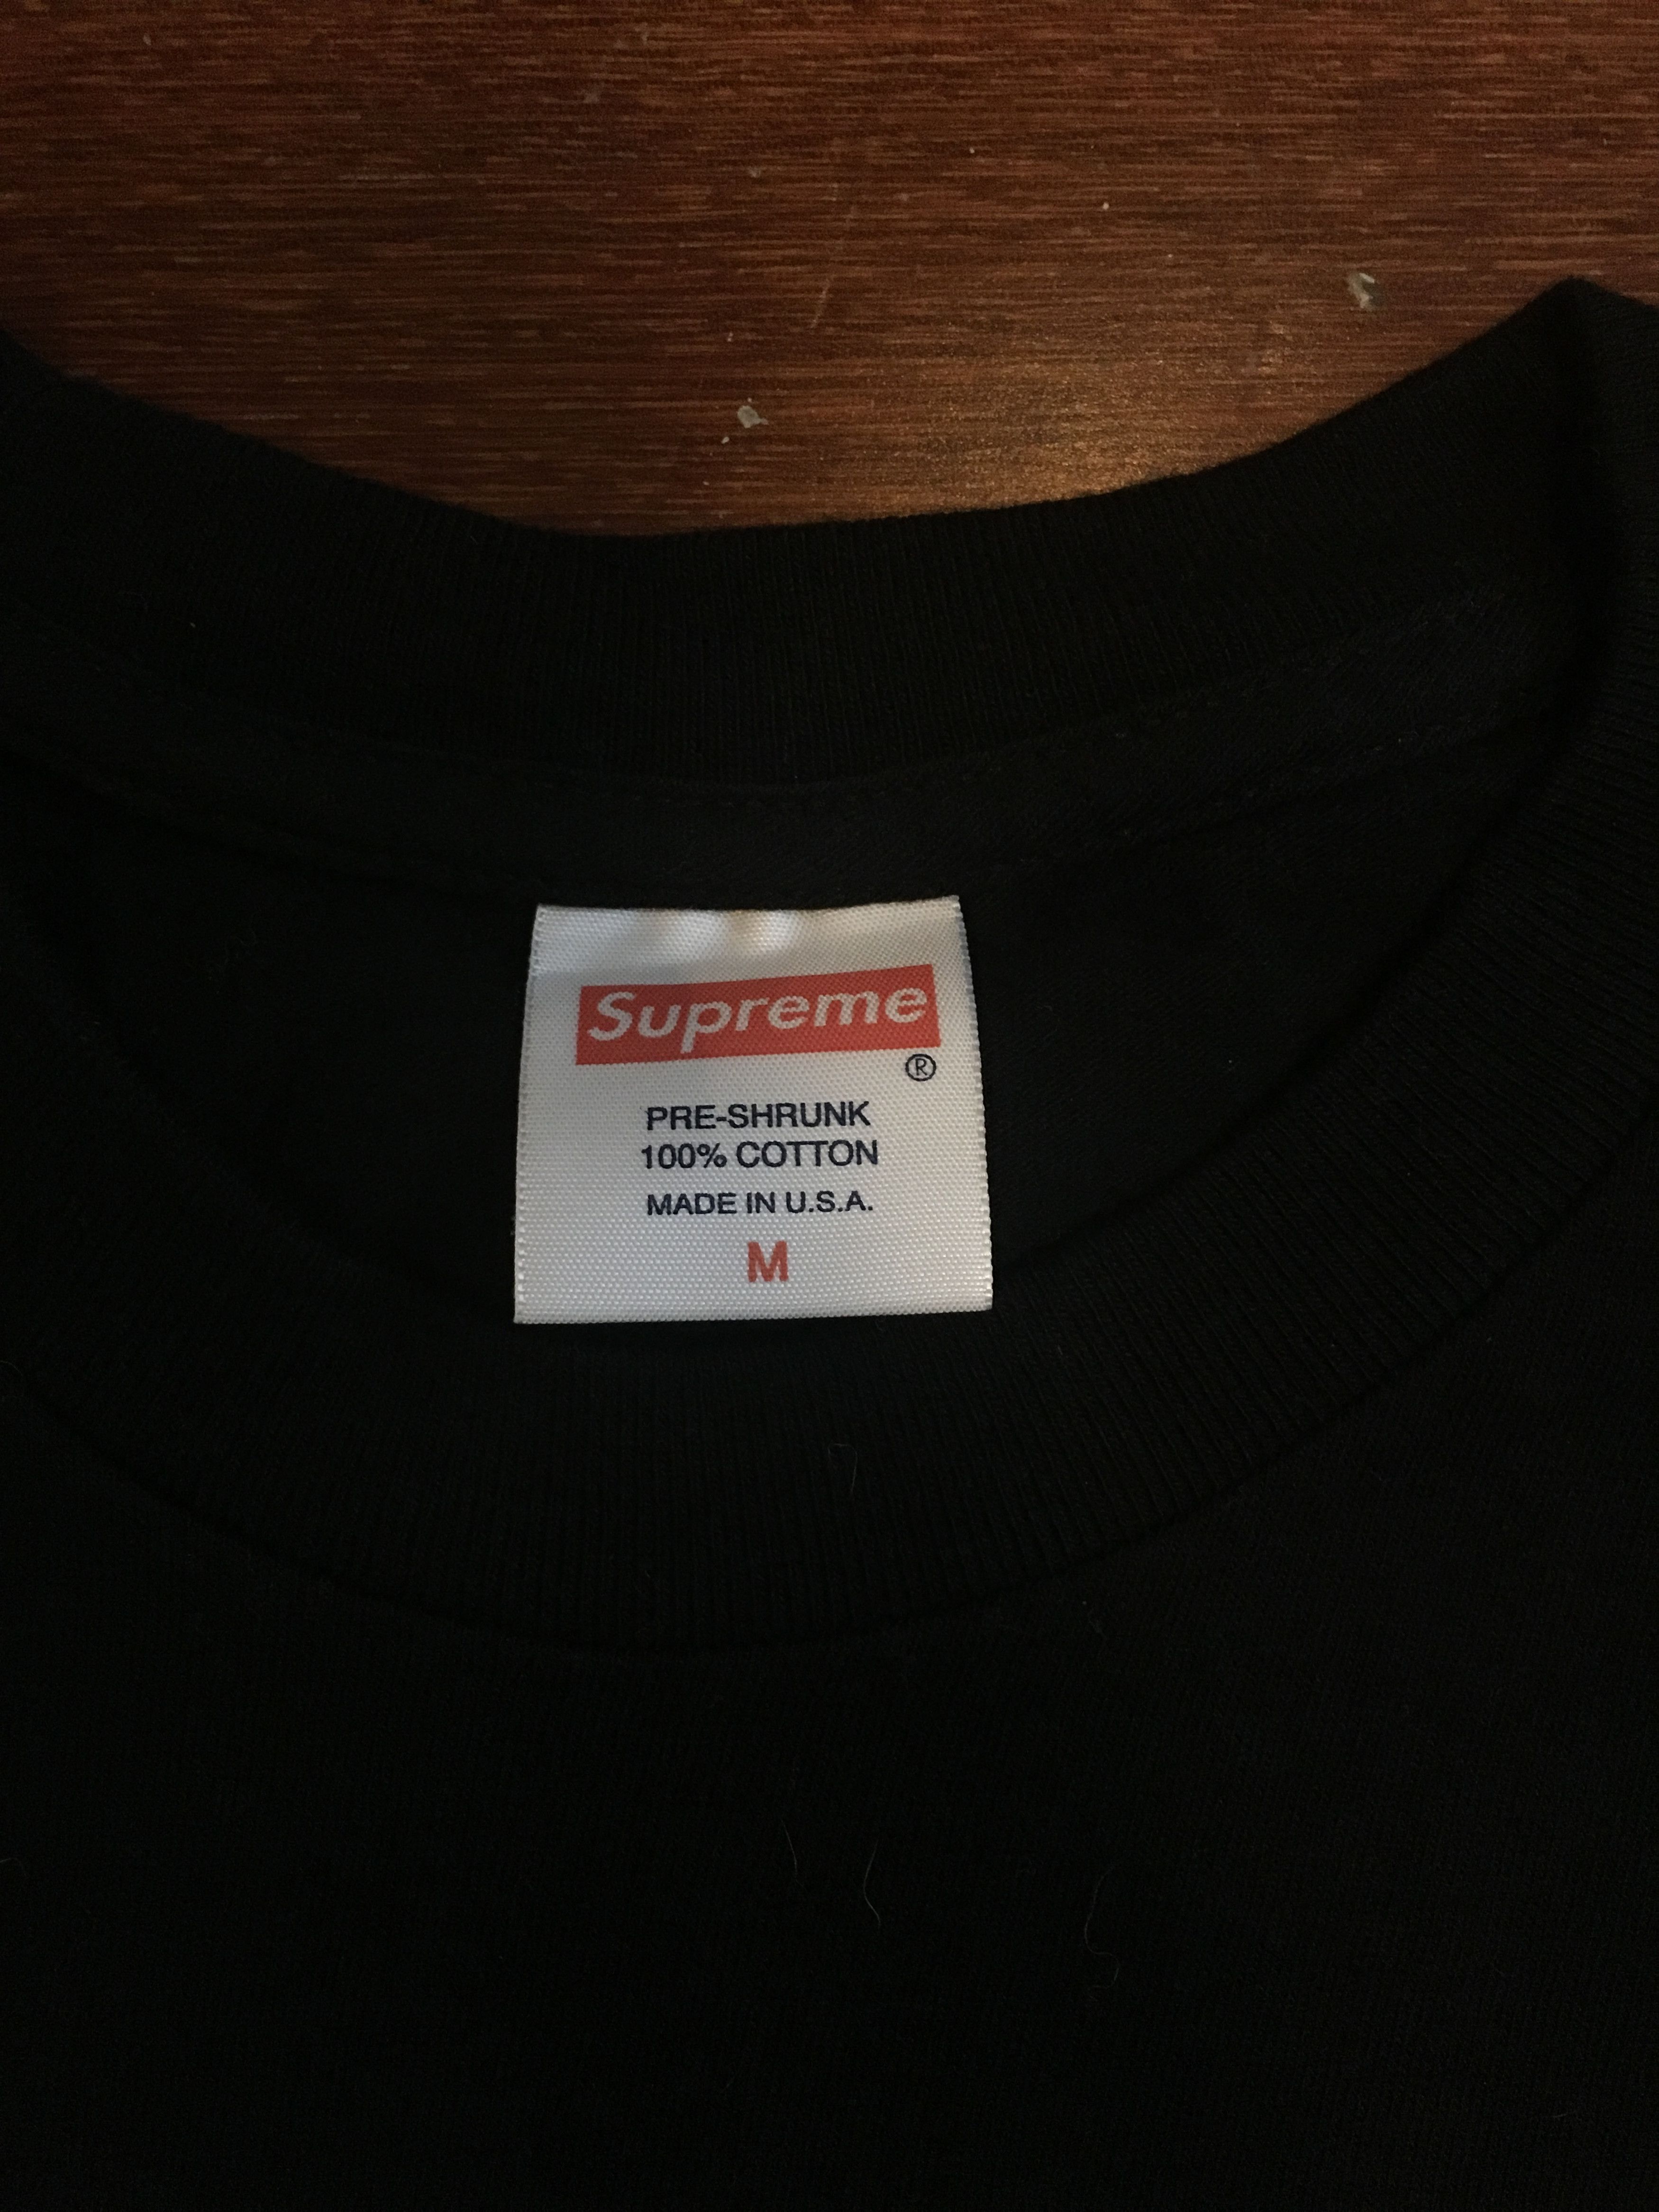 Supreme
®
PRE-SHRUNK
100% COTTON
MADE IN U.S.A.
M